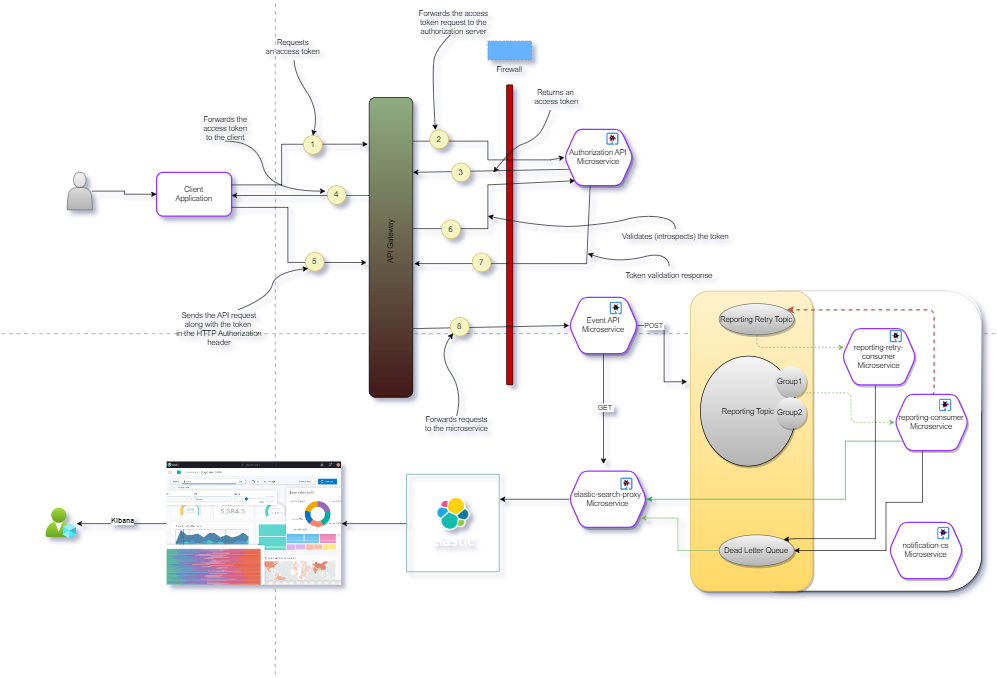 Forwards the access
token request to the
authorization server
Requests
an access token
Firewall
Returns an
access token
Forwards the
access token
to the client
1
2
3
4
5
6
7
8
Authorization API
Microservice
Client
Application
API Gateway
Validates (introspects) the token
Token validation response
Sends the API request
along with the token
in the HTTP Authorization
header
Event API
Microservice
POST
GET
Forwards requests
to the microservice
Reporting Retry Topic
reporting-retry-
consumer
Microservice
Group1
Reporting Topic
Group2
reporting-consumer
Microservice
elastic-search-proxy
Microservice
Dead Letter Queue
notification-cs
Microservice
elastic
Kibana
5,584.5